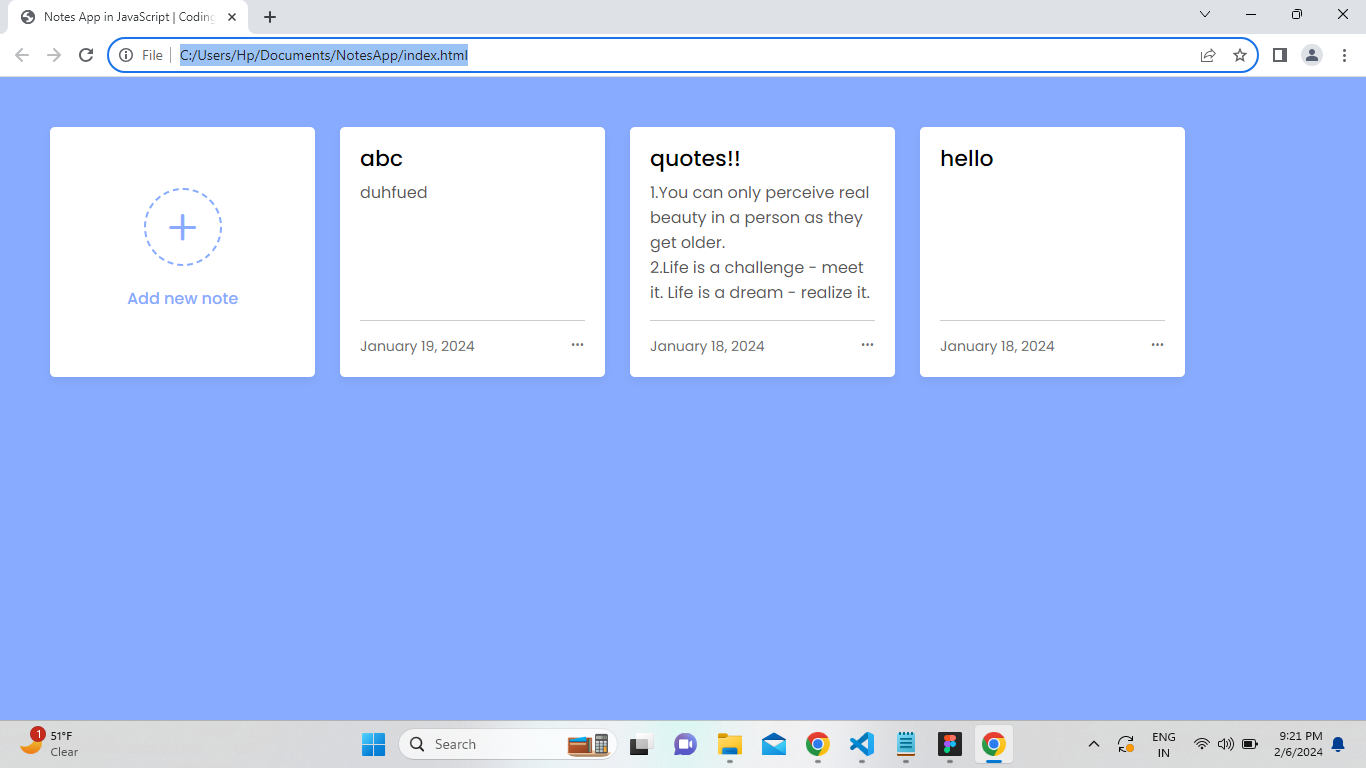 Notes App in JavaScript | Coding
File
C:/Users/Hp/Documents/NotesApp/index.html
Add new note
abc
duhfued
January 19, 2024
quotes!!
1.You can only perceive real
beauty in a person as they
get older.
2.Life is a challenge - meet
it. Life is a dream - realize it.
January 18, 2024
hello
January 18, 2024
1
51°F
Clear
Search
ENG
IN
9:21 PM
2/6/2024